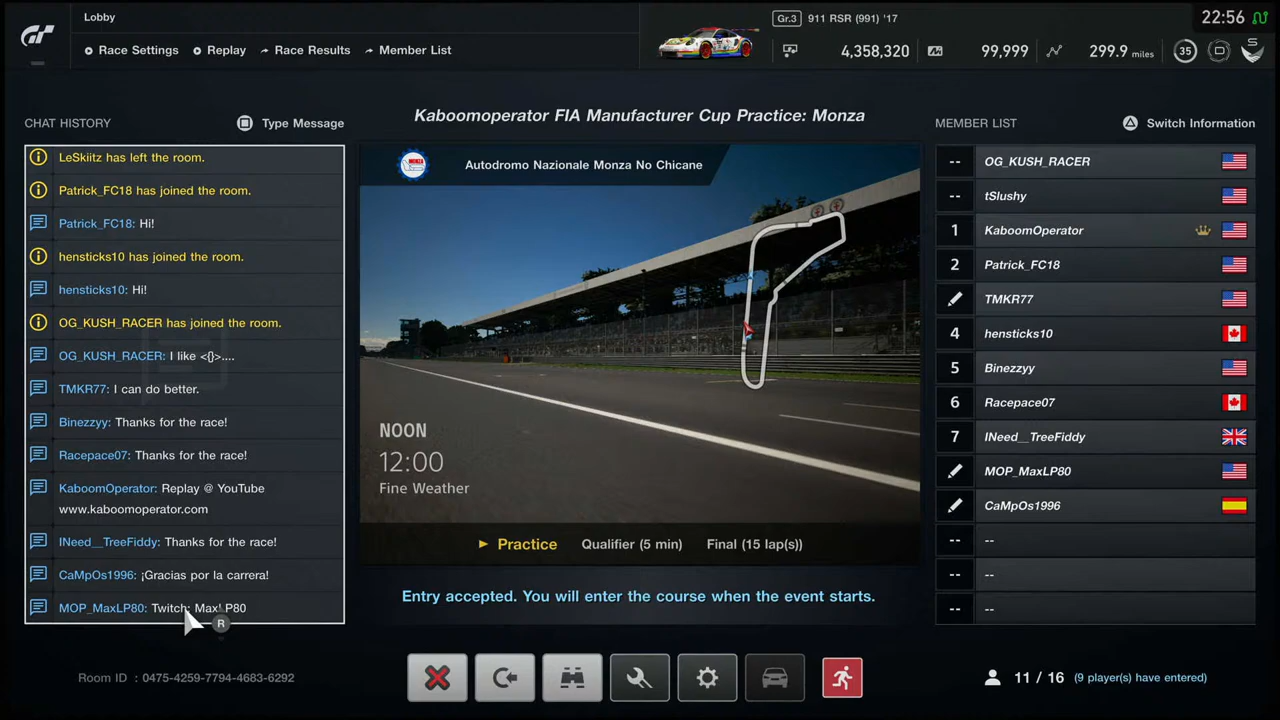 Lobby
Race Settings
Replay
Race Results
Member List
Gr.3 911 RSR (991) '17
4,358,320
99,999
299.9 miles
35
S
22:56
CHAT HISTORY
Type Message
LeSkiitz has left the room.
Patrick_FC18 has joined the room.
Patrick_FC18: Hi!
hensticks10 has joined the room.
hensticks10: Hi!
OG_KUSH_RACER has joined the room.
OG_KUSH_RACER: I like <{}>....
TMKR77: I can do better.
Binezzyy: Thanks for the race!
Racepace07: Thanks for the race!
KaboomOperator: Replay @ YouTube
www.kaboomoperator.com
INeed__TreeFiddy: Thanks for the race!
CaMpOs1996: ¡Gracias por la carrera!
MOP_MaxLP80: Twitch: MaxLP80
R
Room ID : 0475-4259-7794-4683-6292
Kaboomoperator FIA Manufacturer Cup Practice: Monza
Autodromo Nazionale Monza No Chicane
NOON
12:00
Fine Weather
Practice
Qualifier (5 min)
Final (15 lap(s))
Entry accepted. You will enter the course when the event starts.
MEMBER LIST
Switch Information
-- OG_KUSH_RACER
-- tSlushy
1 KaboomOperator
2 Patrick_FC18
TMKR77
4 hensticks10
5 Binezzyy
6 Racepace07
7 INeed__TreeFiddy
MOP_MaxLP80
CaMpOs1996
-- --
-- --
-- --
11 / 16 (9 player(s) have entered)